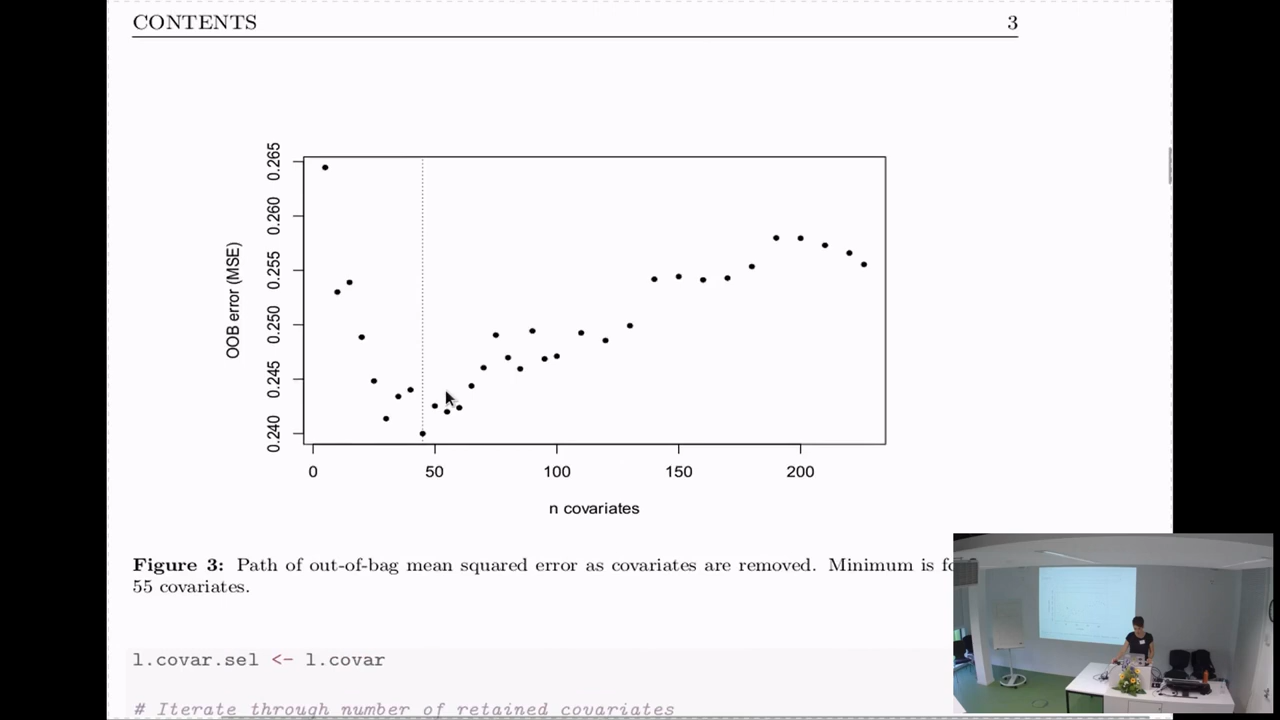 CONTENTS 3
0.265
0.260
0.255
0.250
0.245
0.240
OOB error (MSE)
0 50 100 150 200
n covariates
Figure 3: Path of out-of-bag mean squared error as covariates are removed. Minimum is
55 covariates.
l.covar.sel <- l.covar
# Iterate through number of retained covariates